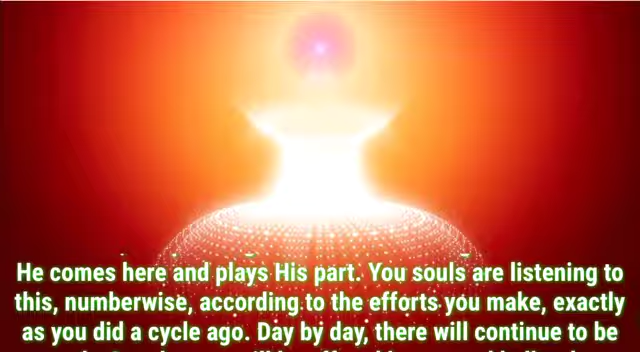 He comes here and plays His part. You souls are listening to
this, numberwise, according to the efforts you make, exactly
as you did a cycle ago. Day by day, there will continue to be